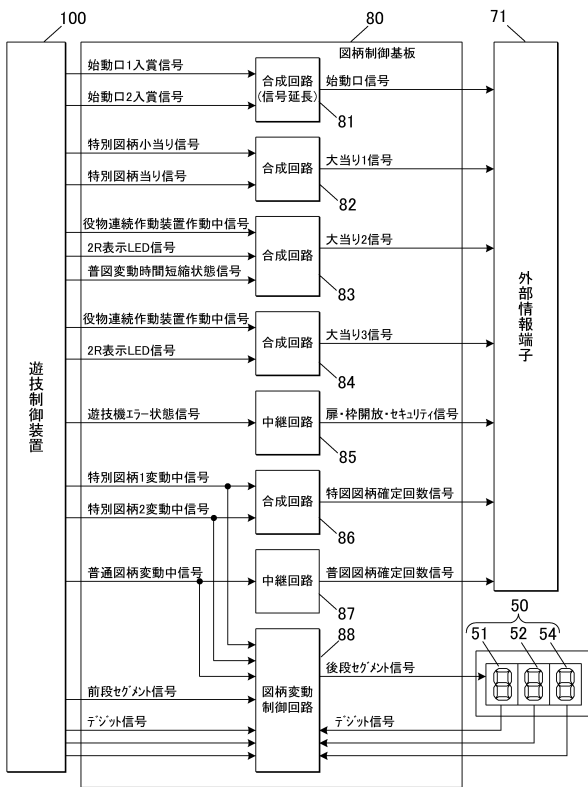 100
80
71
図柄制御基板
始動口1入賞信号
合成回路
(信号延長)
始動口信号
始動口2入賞信号
81
特別図柄小当り信号
合成回路
大当り1信号
特別図柄当り信号
82
役物連続作動装置作動中信号
2R表示LED信号
合成回路
大当り2信号
普図変動時間短縮状態信号
83
外部情報端子
役物連続作動装置作動中信号
合成回路
大当り3信号
2R表示LED信号
84
遊技制御装置
遊技機エラー状態信号
中継回路
扉・枠開放・セキュリティ信号
85
特別図柄1変動中信号
合成回路
特図図柄確定回数信号
特別図柄2変動中信号
86
普通図柄変動中信号
中継回路
普図図柄確定回数信号
87
50
88
51
52
54
後段セグメント信号
図柄変動
制御回路
前段セグメント信号
デジット信号
デジット信号